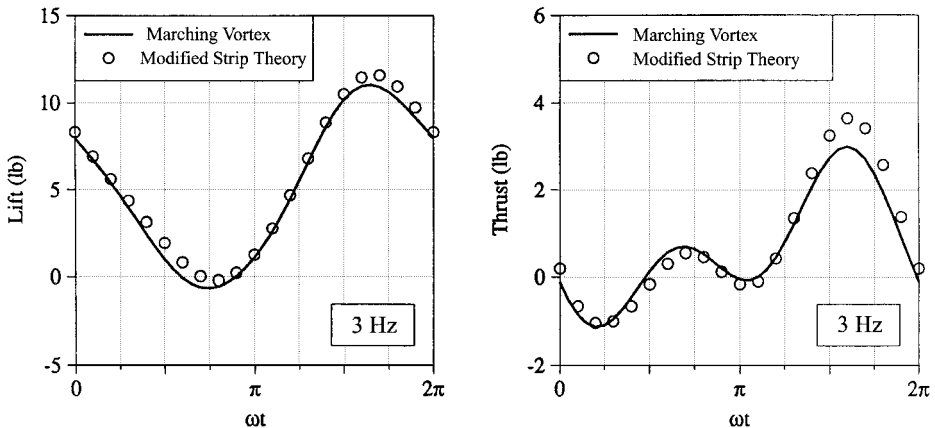 15
Marching Vortex
Modified Strip Theory
10
5
0
-5
Lift (lb)
3 Hz
0
π
2π
ωt
6
Marching Vortex
Modified Strip Theory
4
2
0
-2
Thrust (lb)
3 Hz
0
π
2π
ωt